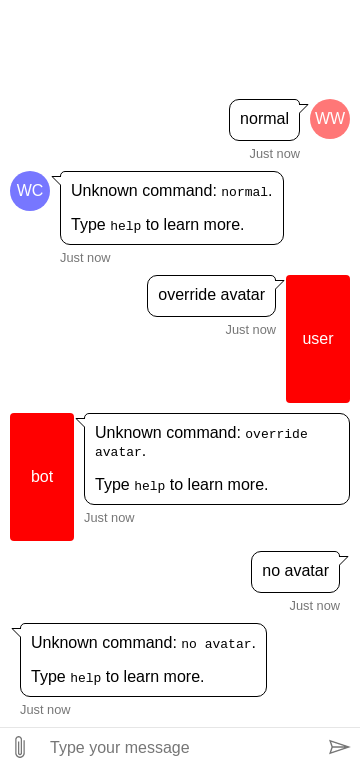 normal
WW
Just now
WC
Unknown command: normal.
Type help to learn more.
Just now
override avatar
user
Just now
bot
Unknown command: override
avatar.
Type help to learn more.
Just now
no avatar
Just now
Unknown command: no avatar.
Type help to learn more.
Just now
Type your message